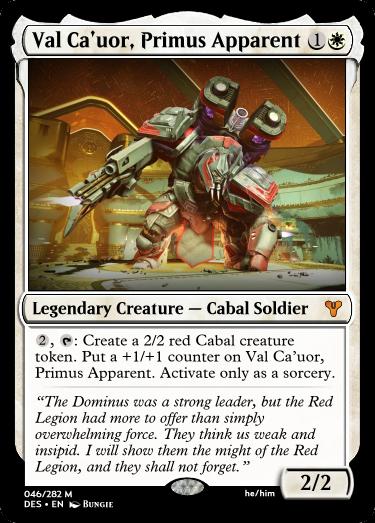 Val Ca'uor, Primus Apparent 1
Legendary Creature — Cabal Soldier
2, : Create a 2/2 red Cabal creature
token. Put a +1/+1 counter on Val Ca'uor,
Primus Apparent. Activate only as a sorcery.
“The Dominus was a strong leader, but the Red
Legion had more to offer than simply
overwhelming force. They think us weak and
insipid. I will show them the might of the Red
Legion, and they shall not forget.”
2/2
046/282 M he/him
DES • EN Bungie